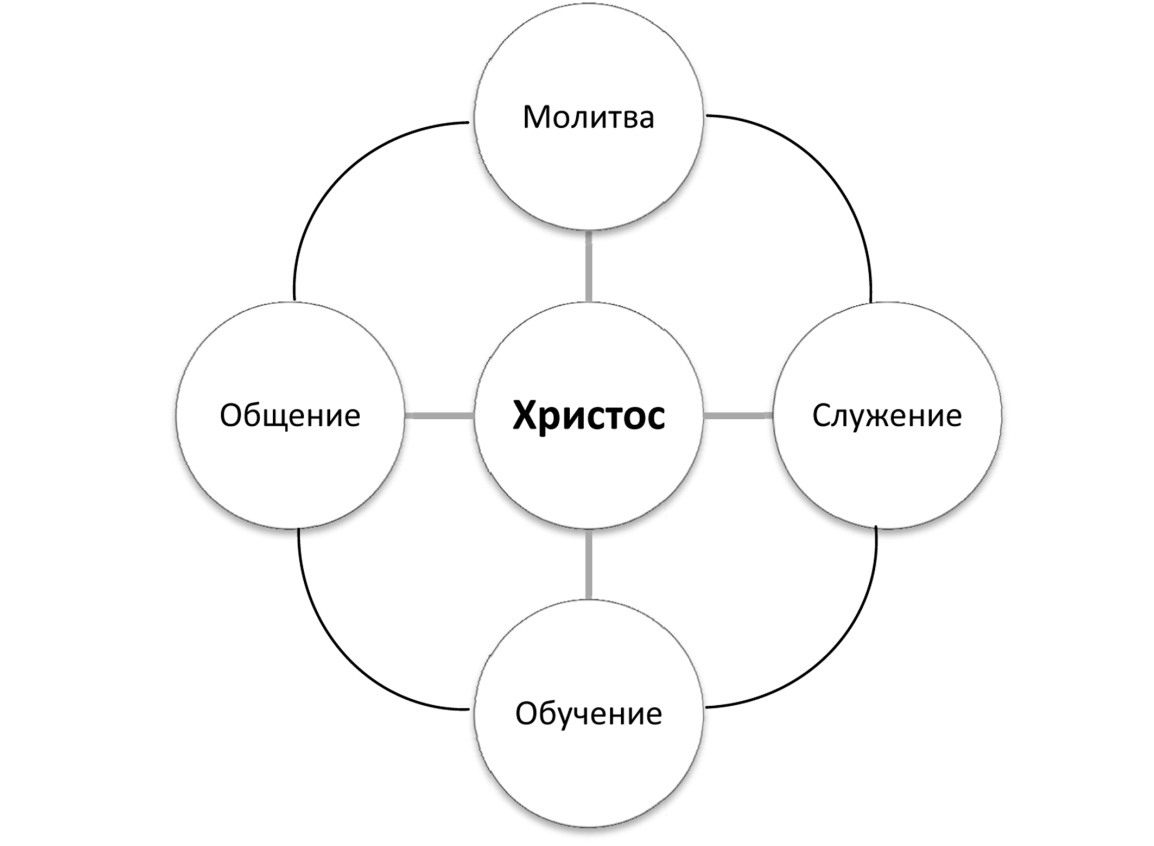 Молитва
Общение
Христос
Служение
Обучение